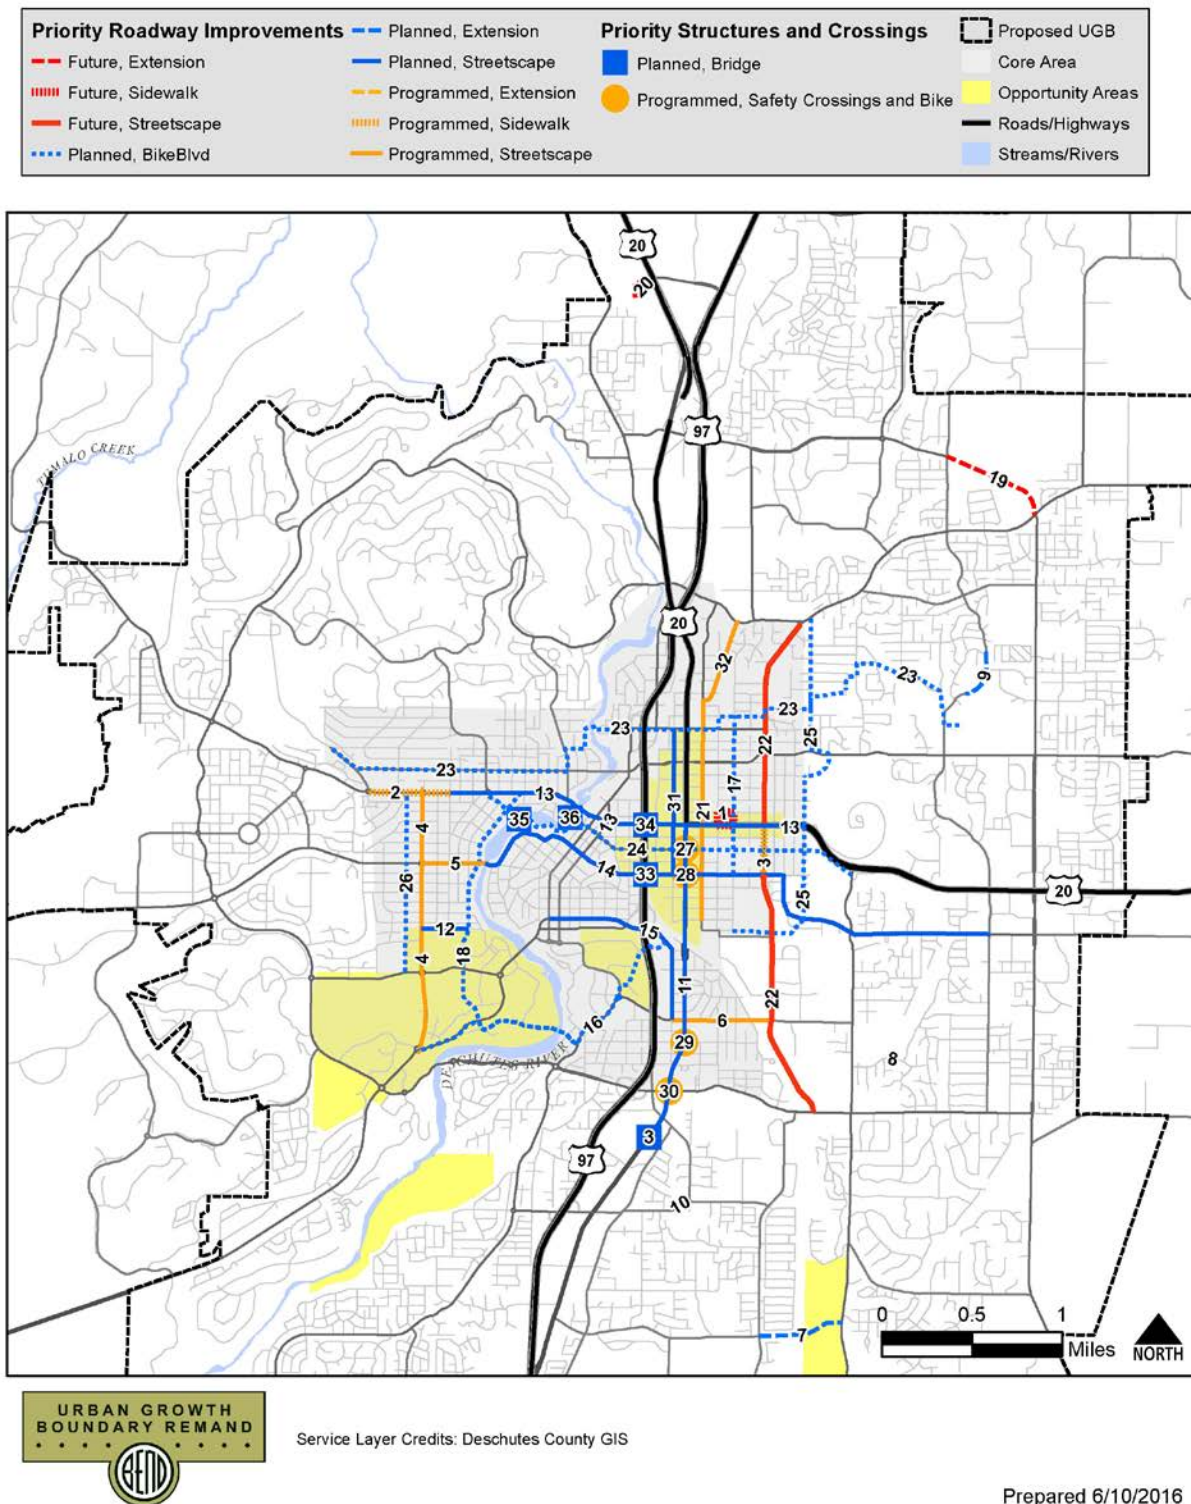 Priority Roadway Improvements
Future, Extension
Future, Sidewalk
Future, Streetscape
Planned, BikeBlvd
Planned, Extension
Planned, Streetscape
Programmed, Extension
Programmed, Sidewalk
Programmed, Streetscape
Priority Structures and Crossings
Planned, Bridge
Programmed, Safety Crossings and Bike
Proposed UGB
Core Area
Opportunity Areas
Roads/Highways
Streams/Rivers
20
20
97
TUMALO CREEK
19
20
32
23
9
23
23
22
25
23
17
2
13
31
4
35
36
13
34
21
1
13
24
27
3
5
14
33
28
26
25
20
12
15
4
18
11
22
16
6
29
8
DESCHUTES RIVER
30
3
97
10
7
0 0.5 1
Miles
NORTH
URBAN GROWTH
BOUNDARY REMAND
BEND
Service Layer Credits: Deschutes County GIS
Prepared 6/10/2016